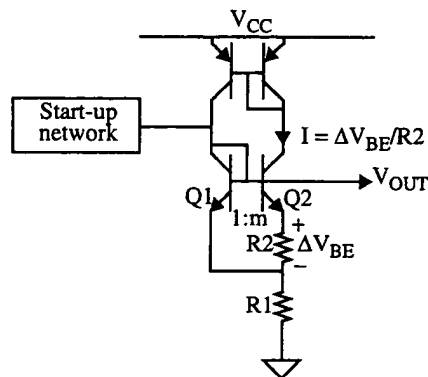 V_CC
Start-up
network
I = ΔV_BE/R2
V_OUT
Q1
Q2
1:m
+
R2
ΔV_BE
−
R1